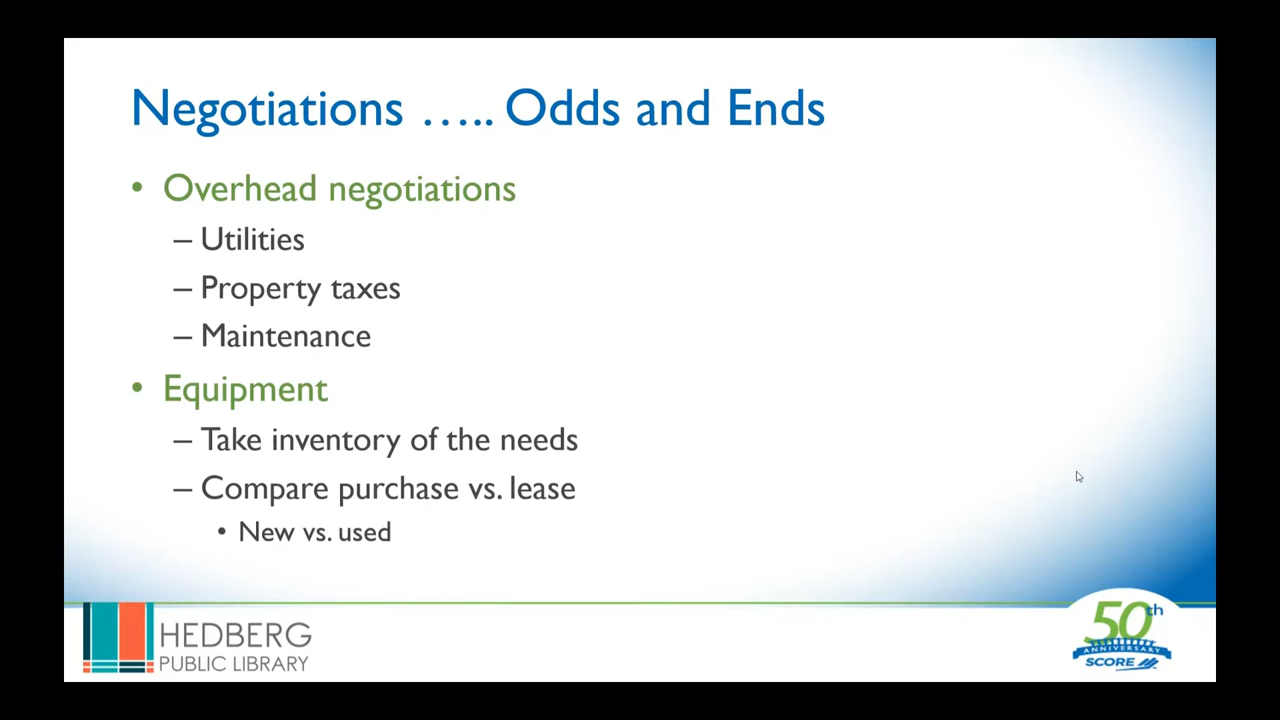 Negotiations ….. Odds and Ends
• Overhead negotiations
– Utilities
– Property taxes
– Maintenance
• Equipment
– Take inventory of the needs
– Compare purchase vs. lease
• New vs. used
HEDBERG
PUBLIC LIBRARY
50th
ANNIVERSARY
SCORE